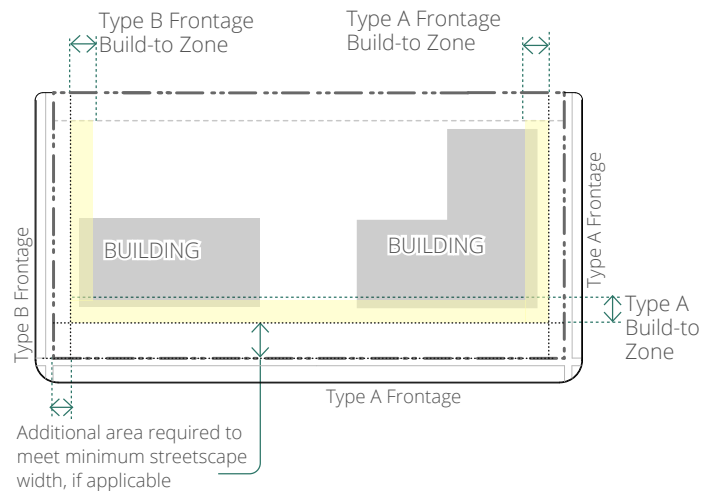 Type B Frontage
Build-to Zone
Type A Frontage
Build-to Zone
BUILDING
BUILDING
Type B Frontage
Type A Frontage
Type A
Build-to
Zone
Type A Frontage
Additional area required to
meet minimum streetscape
width, if applicable